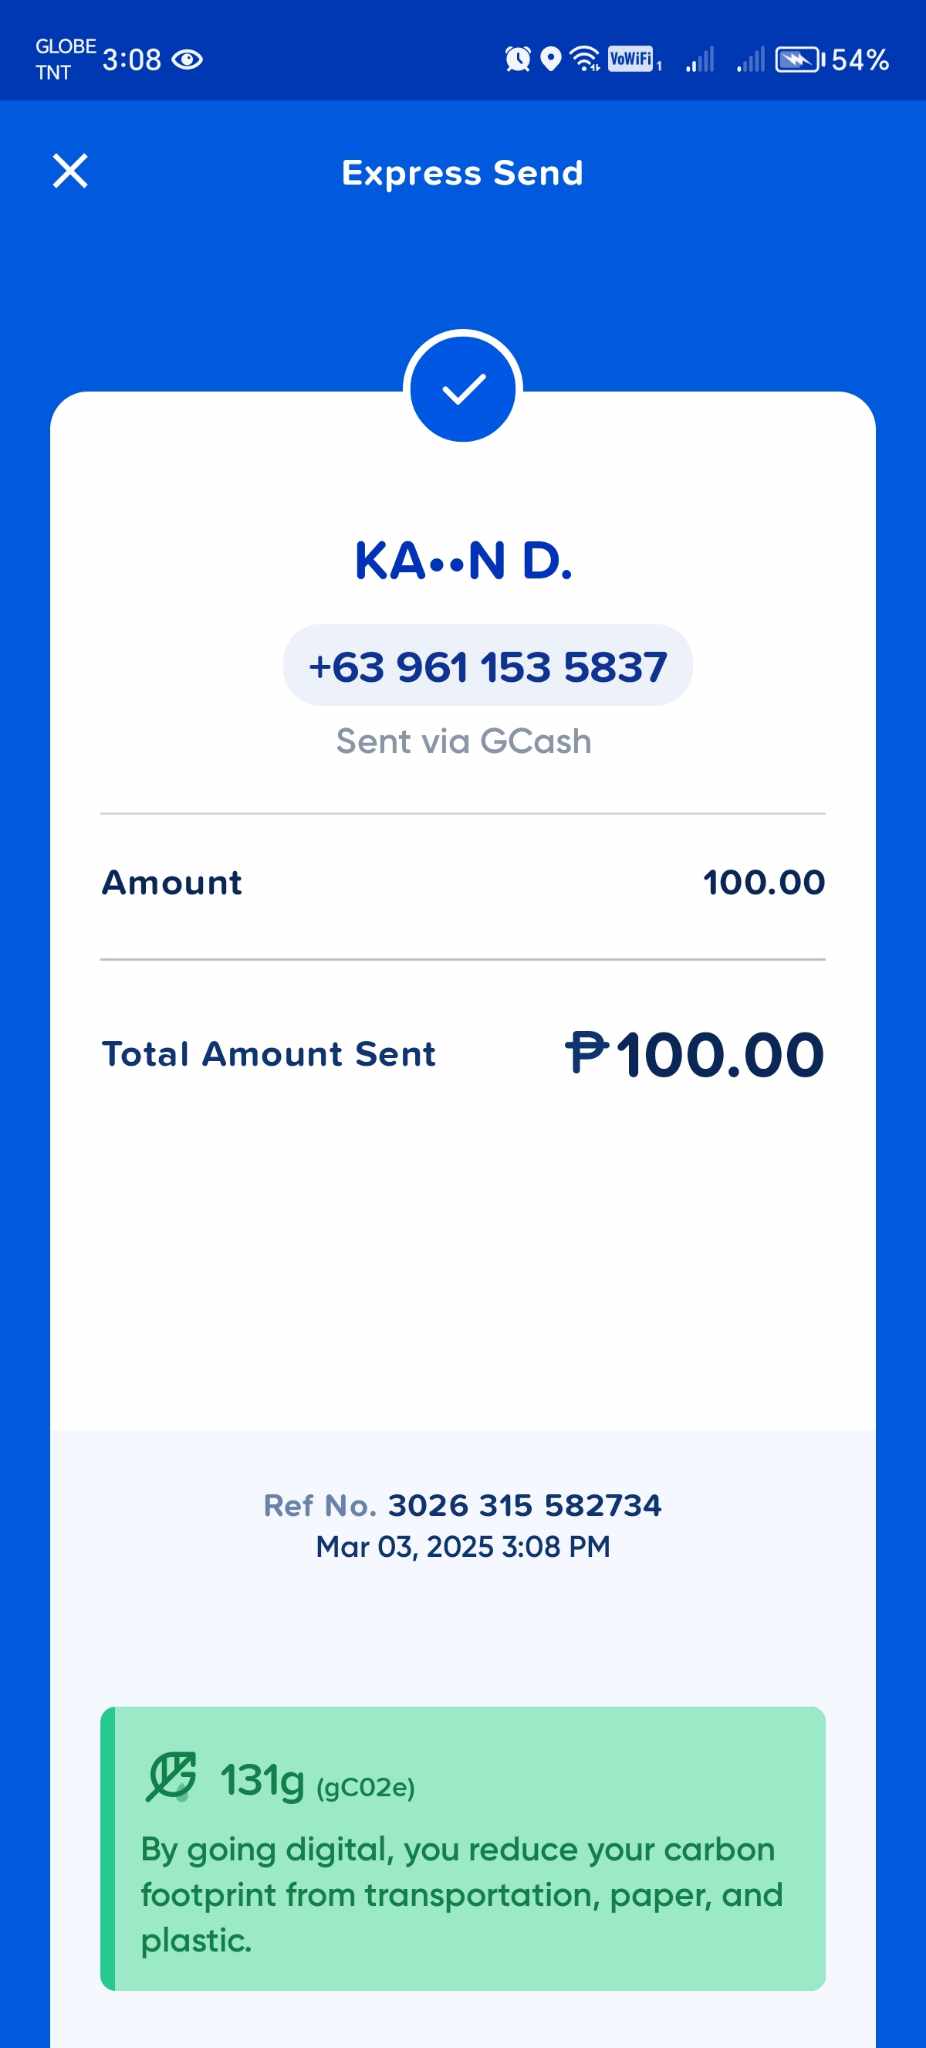 GLOBE
TNT
3:08
VoWiFi 1
54%
Express Send
KA••N D.
+63 961 153 5837
Sent via GCash
Amount 100.00
Total Amount Sent ₱100.00
Ref No. 3026 315 582734
Mar 03, 2025 3:08 PM
131g (gC02e)
By going digital, you reduce your carbon
footprint from transportation, paper, and
plastic.